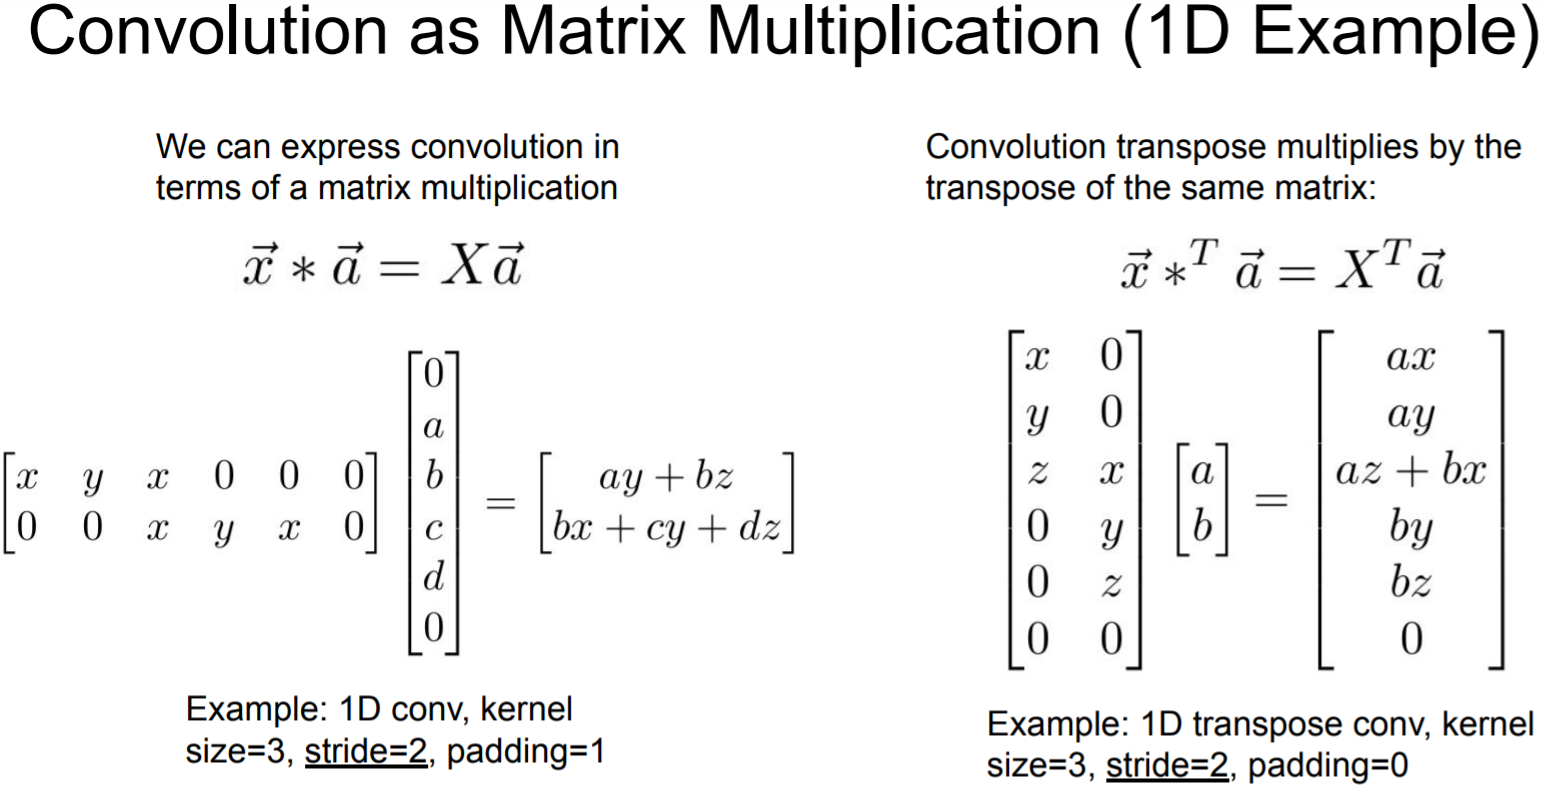 Convolution as Matrix Multiplication (1D Example)
We can express convolution in
terms of a matrix multiplication
$\vec{x} * \vec{a} = X\vec{a}$
$\begin{bmatrix} x & y & x & 0 & 0 & 0 \\ 0 & 0 & x & y & x & 0 \end{bmatrix} \begin{bmatrix} 0 \\ a \\ b \\ c \\ d \\ 0 \end{bmatrix} = \begin{bmatrix} ay + bz \\ bx + cy + dz \end{bmatrix}$
Example: 1D conv, kernel
size=3, stride=2, padding=1
Convolution transpose multiplies by the
transpose of the same matrix:
$\vec{x} *^T \vec{a} = X^T\vec{a}$
$\begin{bmatrix} x & 0 \\ y & 0 \\ z & x \\ 0 & y \\ 0 & z \\ 0 & 0 \end{bmatrix} \begin{bmatrix} a \\ b \end{bmatrix} = \begin{bmatrix} ax \\ ay \\ az + bx \\ by \\ bz \\ 0 \end{bmatrix}$
Example: 1D transpose conv, kernel
size=3, stride=2, padding=0